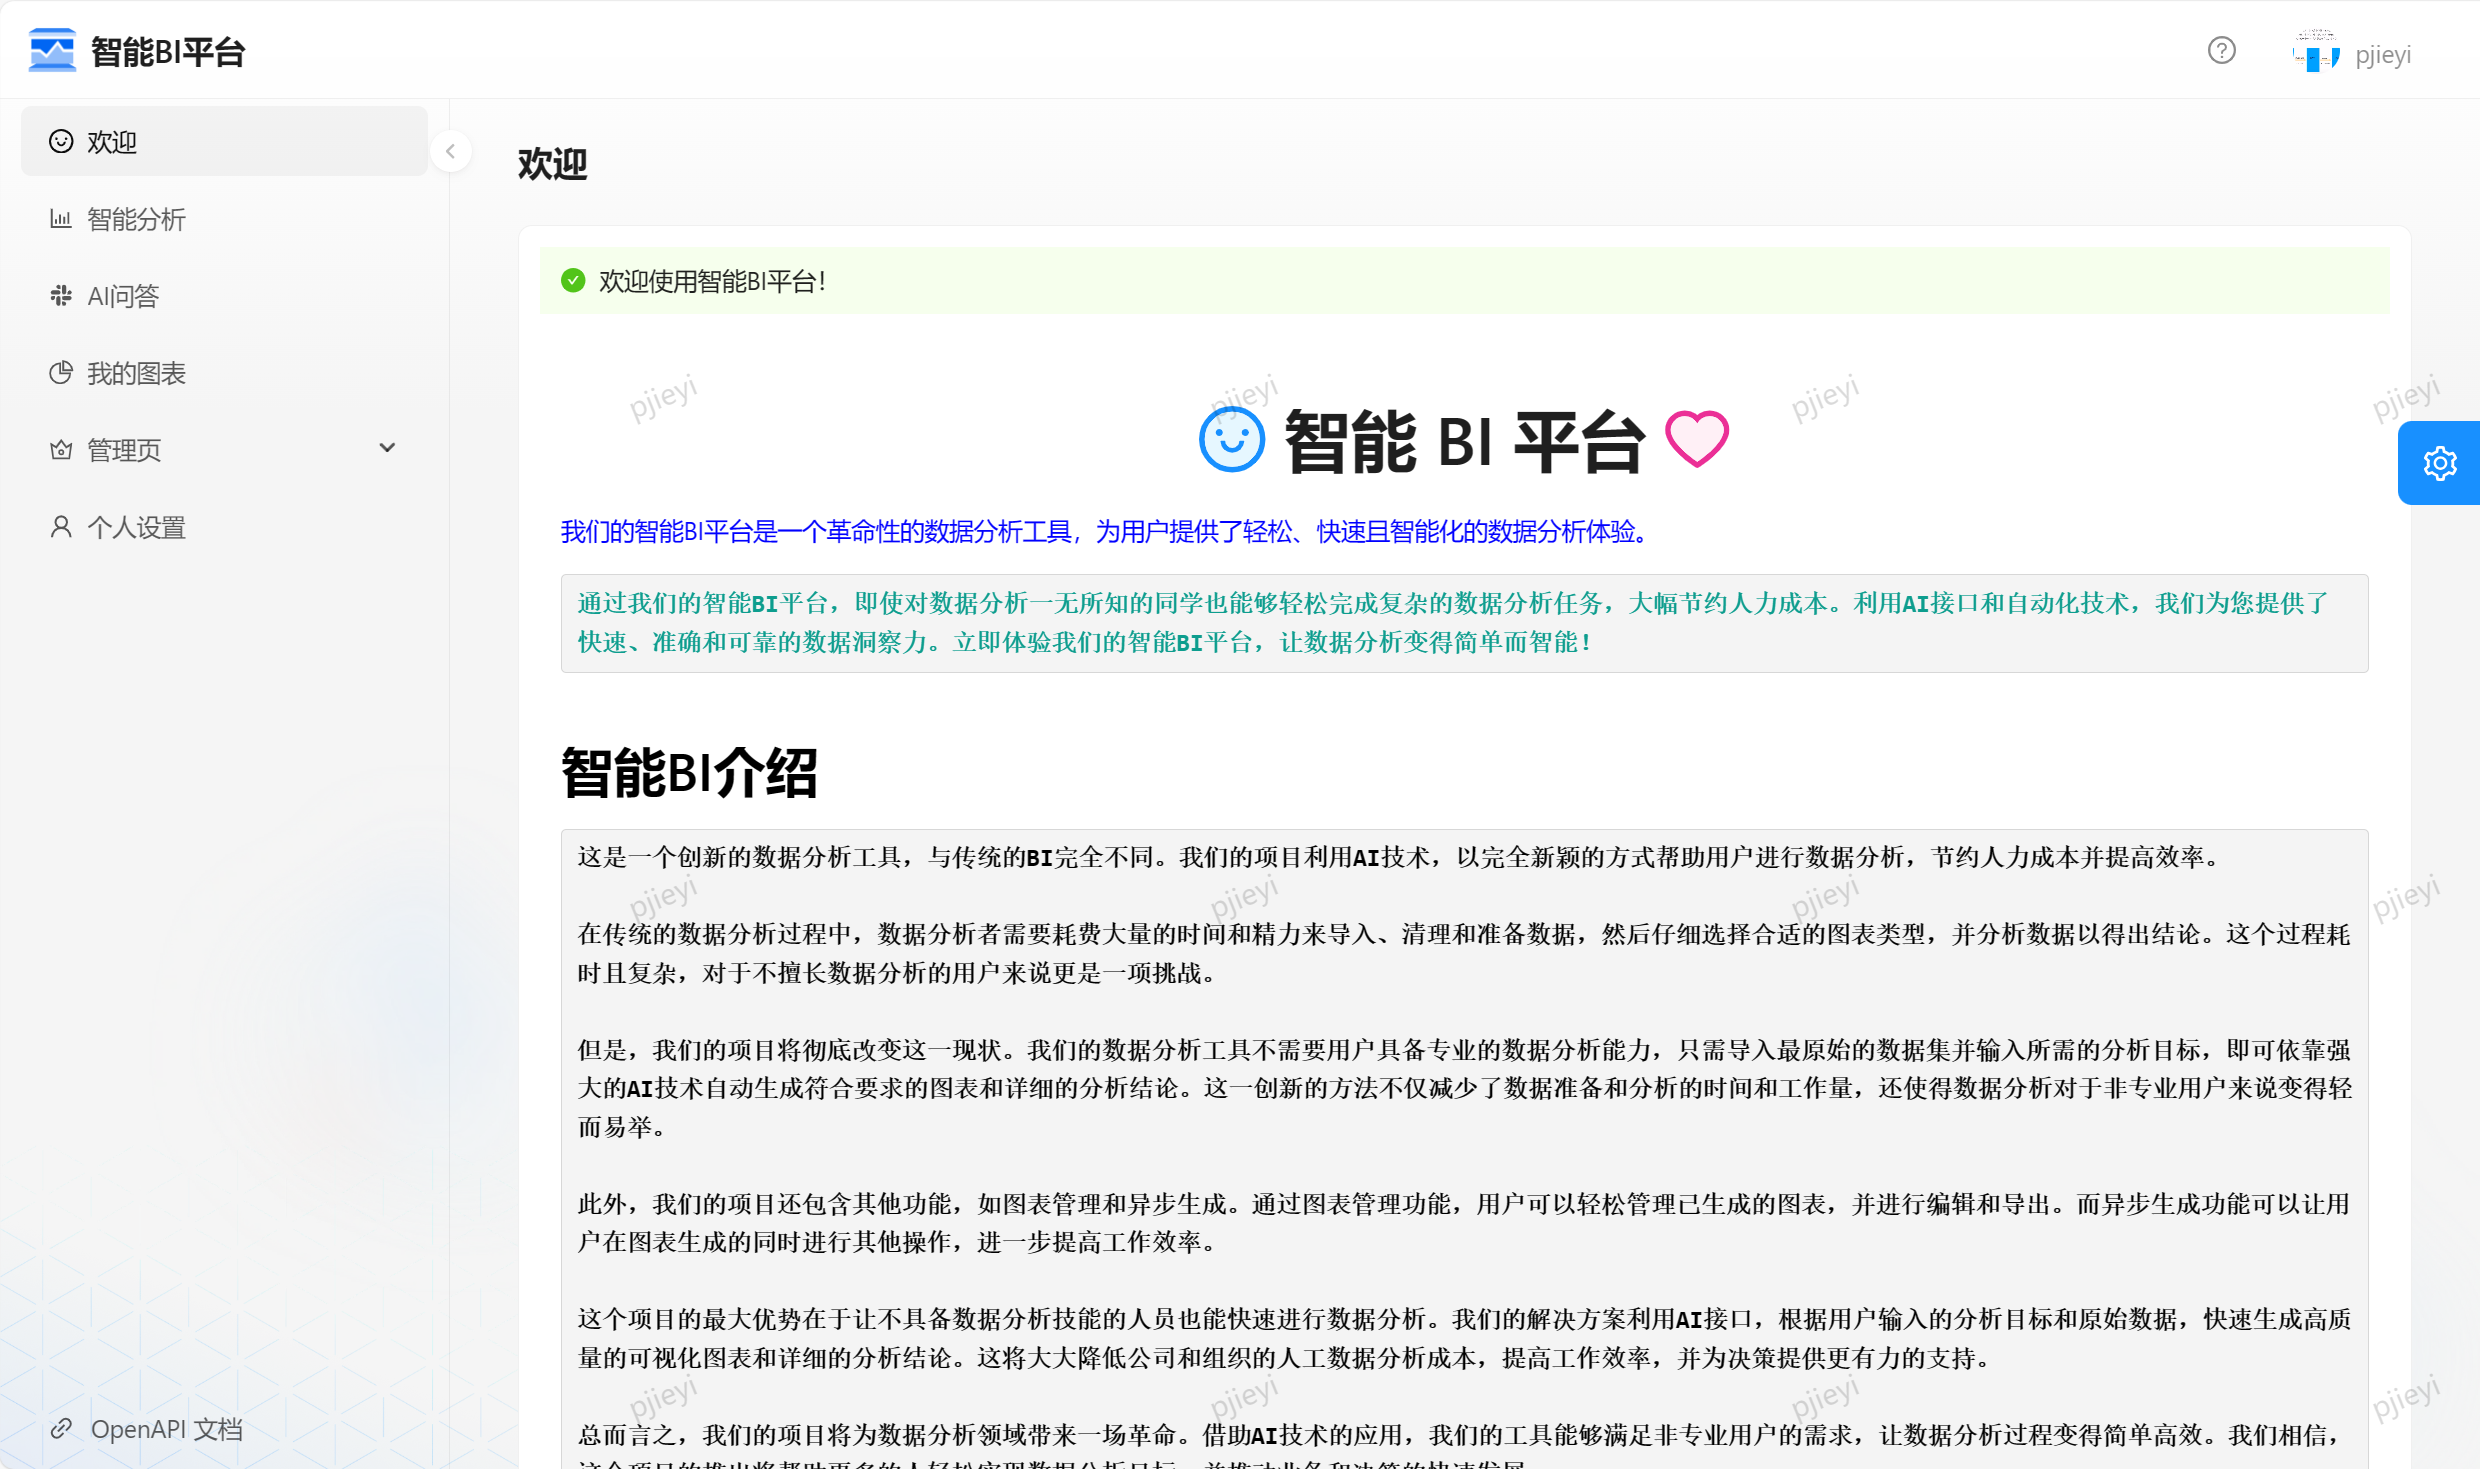 智能BI平台
pjieyi
欢迎
智能分析
AI问答
我的图表
管理页
个人设置
OpenAPI 文档
欢迎
欢迎使用智能BI平台！
pjieyi pjieyi pjieyi pjieyi
智能 BI 平台
我们的智能BI平台是一个革命性的数据分析工具，为用户提供了轻松、快速且智能化的数据分析体验。
通过我们的智能BI平台，即使对数据分析一无所知的同学也能够轻松完成复杂的数据分析任务，大幅节约人力成本。利用AI接口和自动化技术，我们为您提供了
快速、准确和可靠的数据洞察力。立即体验我们的智能BI平台，让数据分析变得简单而智能！
智能BI介绍
这是一个创新的数据分析工具，与传统的BI完全不同。我们的项目利用AI技术，以完全新颖的方式帮助用户进行数据分析，节约人力成本并提高效率。
pjieyi pjieyi pjieyi pjieyi
在传统的数据分析过程中，数据分析者需要耗费大量的时间和精力来导入、清理和准备数据，然后仔细选择合适的图表类型，并分析数据以得出结论。这个过程耗
时且复杂，对于不擅长数据分析的用户来说更是一项挑战。
但是，我们的项目将彻底改变这一现状。我们的数据分析工具不需要用户具备专业的数据分析能力，只需导入最原始的数据集并输入所需的分析目标，即可依靠强
大的AI技术自动生成符合要求的图表和详细的分析结论。这一创新的方法不仅减少了数据准备和分析的时间和工作量，还使得数据分析对于非专业用户来说变得轻
而易举。
此外，我们的项目还包含其他功能，如图表管理和异步生成。通过图表管理功能，用户可以轻松管理已生成的图表，并进行编辑和导出。而异步生成功能可以让用
户在图表生成的同时进行其他操作，进一步提高工作效率。
这个项目的最大优势在于让不具备数据分析技能的人员也能快速进行数据分析。我们的解决方案利用AI接口，根据用户输入的分析目标和原始数据，快速生成高质
量的可视化图表和详细的分析结论。这将大大降低公司和组织的人工数据分析成本，提高工作效率，并为决策提供更有力的支持。
pjieyi pjieyi pjieyi pjieyi
总而言之，我们的项目将为数据分析领域带来一场革命。借助AI技术的应用，我们的工具能够满足非专业用户的需求，让数据分析过程变得简单高效。我们相信，